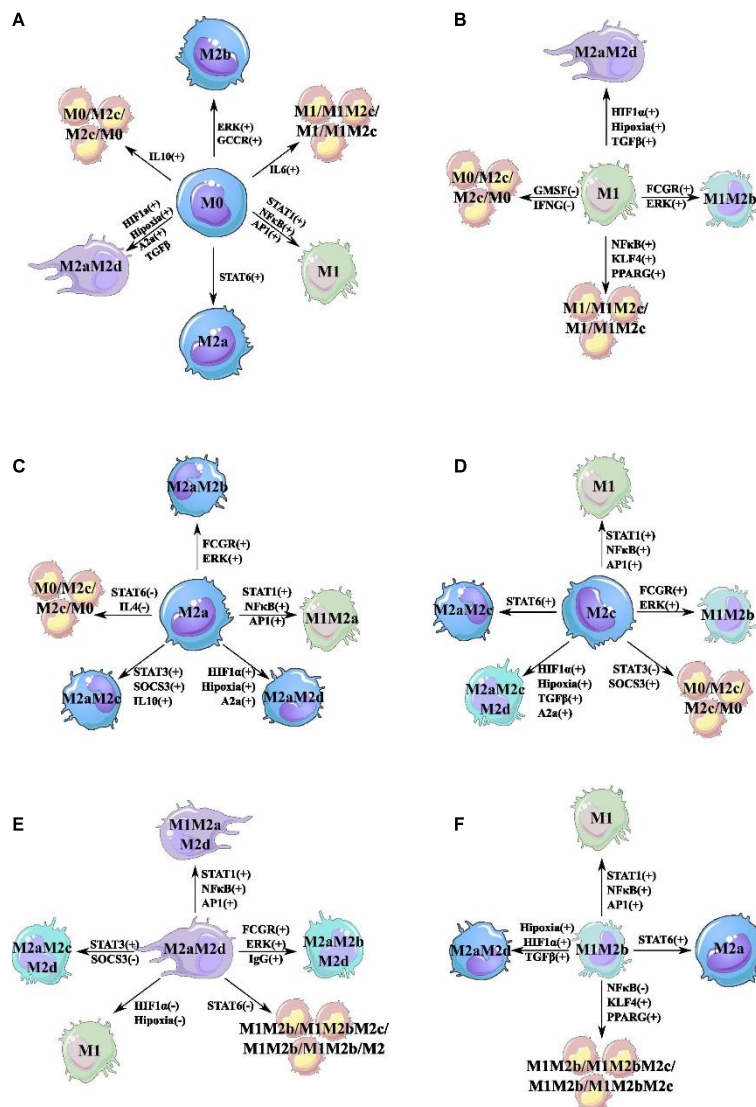 A
M2b
M0/M2c/
M2c/M0
ERK(+)
GCCR(+)
M1/M1M2c/
M1/M1M2c
IL10(+)
IL6(+)
M0
HIF1a(+)
Hipoxia(+)
A2a(+)
TGFβ
STAT1(+)
NFκB(+)
AP1(+)
M2aM2d
M1
STAT6(+)
M2a
B
M2aM2d
HIF1α(+)
Hipoxia(+)
TGFβ(+)
M0/M2c/
M2c/M0
GMSF(-)
IFNG(-)
M1
FCGR(+)
ERK(+)
M1M2b
NFκB(+)
KLF4(+)
PPARG(+)
M1/M1M2c/
M1/M1M2c
C
M2aM2b
FCGR(+)
ERK(+)
M0/M2c/
M2c/M0
STAT6(-)
IL4(-)
M2a
STAT1(+)
NFκB(+)
AP1(+)
M1M2a
STAT3(+)
SOCS3(+)
IL10(+)
HIF1α(+)
Hipoxia(+)
A2a(+)
M2aM2c
M2aM2d
D
M1
STAT1(+)
NFκB(+)
AP1(+)
M2aM2c
STAT6(+)
M2c
FCGR(+)
ERK(+)
M1M2b
HIF1α(+)
Hipoxia(+)
TGFβ(+)
A2a(+)
STAT3(-)
SOCS3(+)
M2aM2c
M2d
M0/M2c/
M2c/M0
E
M1M2a
M2d
STAT1(+)
NFκB(+)
AP1(+)
M2aM2c
M2d
STAT3(+)
SOCS3(-)
M2aM2d
FCGR(+)
ERK(+)
IgG(+)
M2aM2b
M2d
HIF1α(-)
Hipoxia(-)
STAT6(-)
M1
M1M2b/M1M2bM2c/
M1M2b/M1M2b/M2
F
M1
STAT1(+)
NFκB(+)
AP1(+)
M2aM2d
Hipoxia(+)
HIF1α(+)
TGFβ(+)
M1M2b
STAT6(+)
M2a
NFκB(-)
KLF4(+)
PPARG(+)
M1M2b/M1M2bM2c/
M1M2b/M1M2bM2c